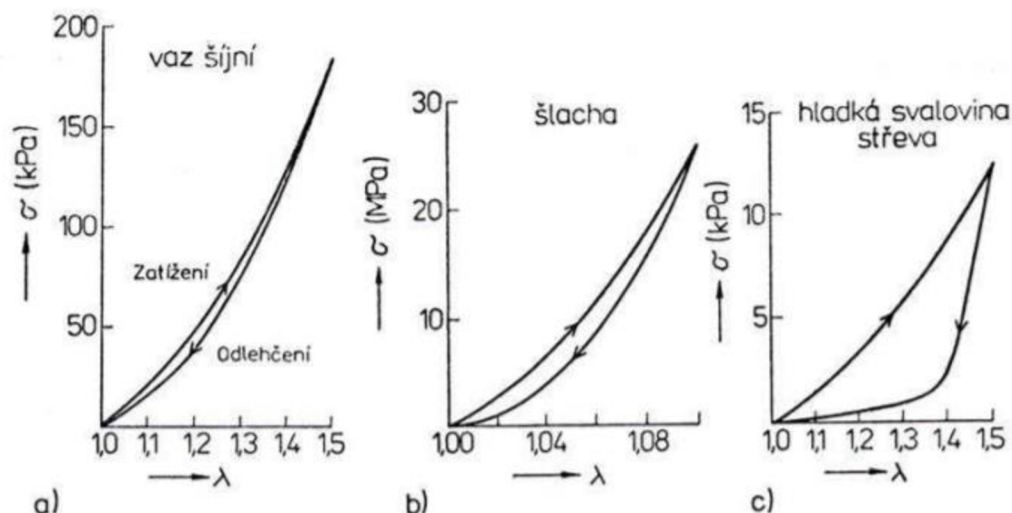 vaz šíjní
σ (kPa)
200
150
100
50
Zatížení
Odlehčení
1,0 1,1 1,2 1,3 1,4 1,5
λ
a)
šlacha
σ (MPa)
30
20
10
1,00 1,04 1,08
λ
b)
hladká svalovina
střeva
σ (kPa)
15
10
5
1,0 1,1 1,2 1,3 1,4 1,5
λ
c)